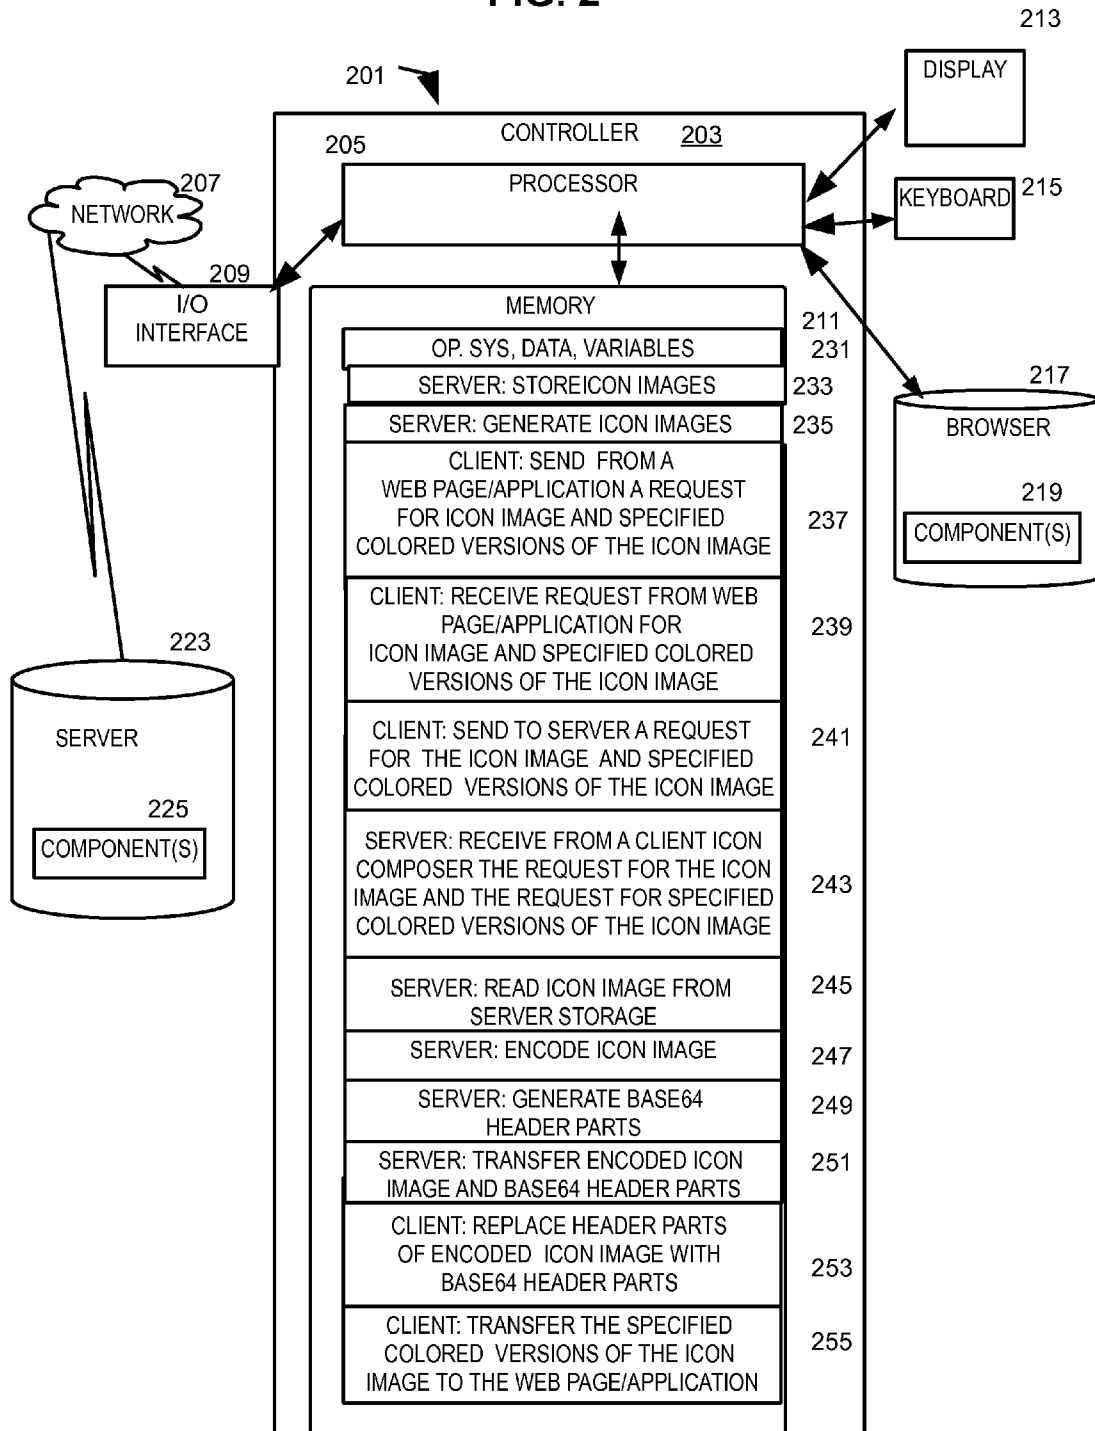 FIG. 2
213
201
DISPLAY
CONTROLLER 203
205
PROCESSOR
207
NETWORK
KEYBOARD
215
209
I/O
INTERFACE
MEMORY
211
OP. SYS, DATA, VARIABLES
231
SERVER: STOREICON IMAGES
233
217
SERVER: GENERATE ICON IMAGES
235
BROWSER
CLIENT: SEND FROM A
WEB PAGE/APPLICATION A REQUEST
FOR ICON IMAGE AND SPECIFIED
COLORED VERSIONS OF THE ICON IMAGE
237
219
COMPONENT(S)
CLIENT: RECEIVE REQUEST FROM WEB
PAGE/APPLICATION FOR
ICON IMAGE AND SPECIFIED COLORED
VERSIONS OF THE ICON IMAGE
239
223
SERVER
CLIENT: SEND TO SERVER A REQUEST
FOR THE ICON IMAGE AND SPECIFIED
COLORED VERSIONS OF THE ICON IMAGE
241
225
COMPONENT(S)
SERVER: RECEIVE FROM A CLIENT ICON
COMPOSER THE REQUEST FOR THE ICON
IMAGE AND THE REQUEST FOR SPECIFIED
COLORED VERSIONS OF THE ICON IMAGE
243
SERVER: READ ICON IMAGE FROM
SERVER STORAGE
245
SERVER: ENCODE ICON IMAGE
247
SERVER: GENERATE BASE64
HEADER PARTS
249
SERVER: TRANSFER ENCODED ICON
IMAGE AND BASE64 HEADER PARTS
251
CLIENT: REPLACE HEADER PARTS
OF ENCODED ICON IMAGE WITH
BASE64 HEADER PARTS
253
CLIENT: TRANSFER THE SPECIFIED
COLORED VERSIONS OF THE ICON
IMAGE TO THE WEB PAGE/APPLICATION
255